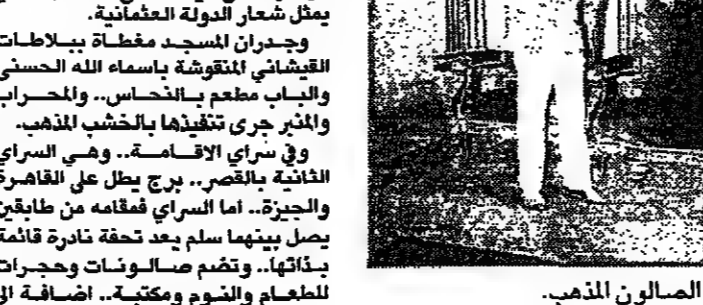 يمثل شعار الدولة العثمانية.
وجدران المسجد مغطاة ببلاطات
القيشاني المنقوشة باسماء الله الحسنى
والباب مطعم بالنحاس.. والمحراب
والمنبر جرى تنفيذها بالخشب المذهب.
وفي سراي الاقامة.. وهي السراي
الثانية بالقصر.. برج يطل على القاهرة
والجيزة.. أما السراي فمقامه من طابقين
يصل بينهما سلم يعد تحفة نادرة قائمة
بذاتها.. وتضم صالونات وحجرات
للطعام والنوم ومكتبة.. اضافة الى
الصالون المذهب.